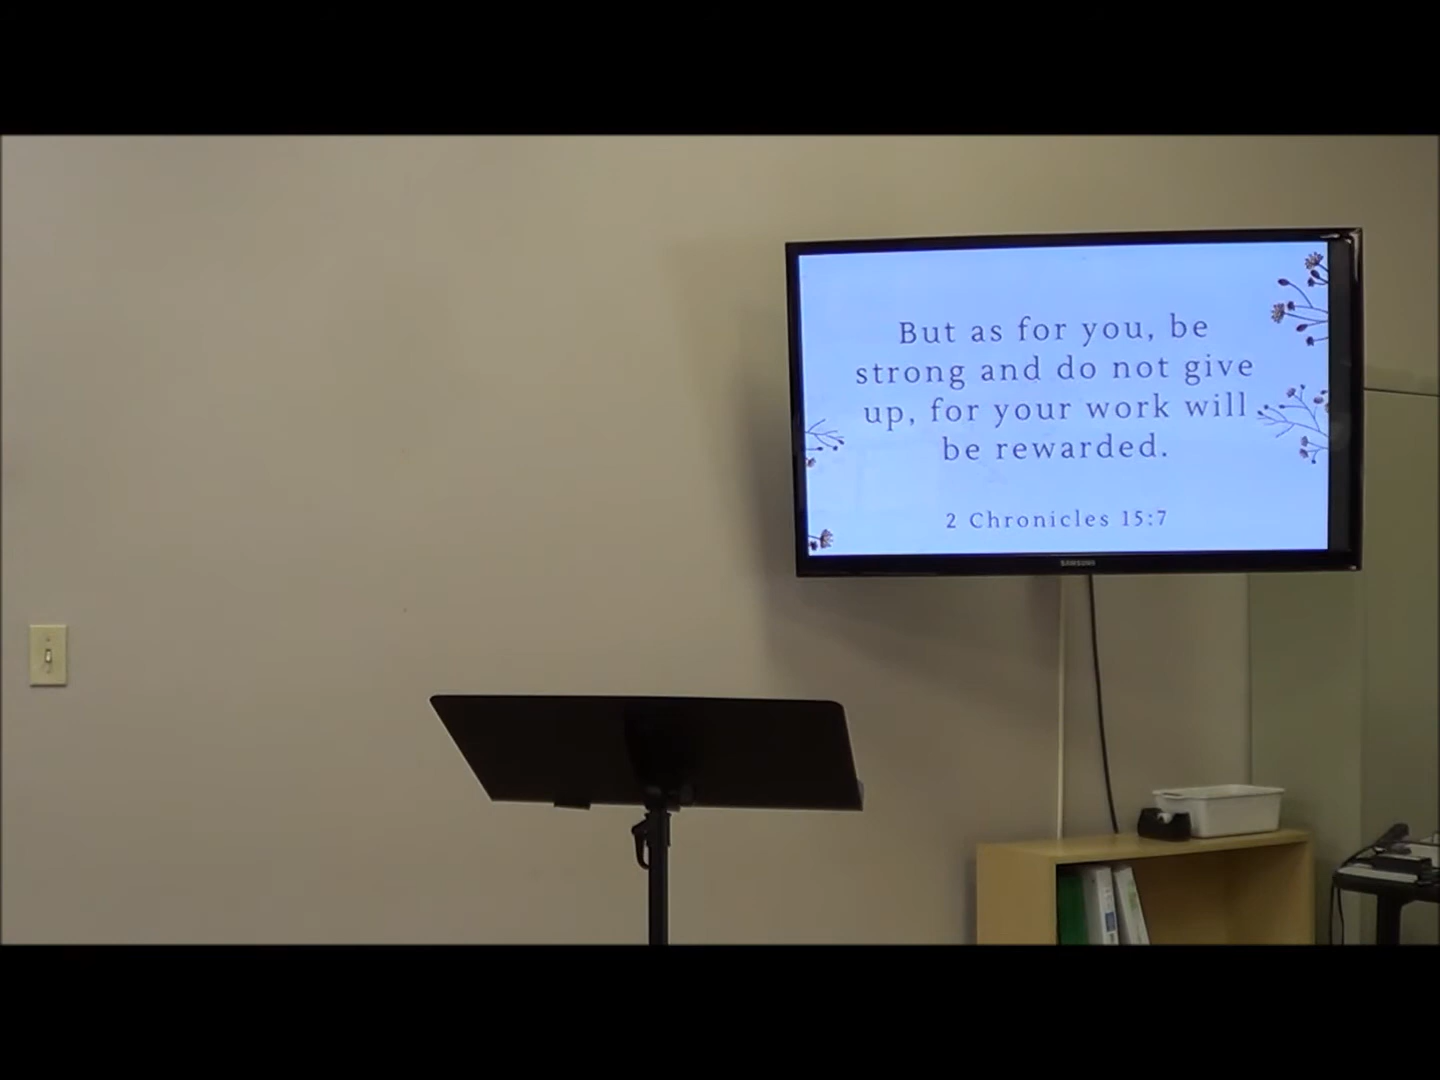 But as for you, be
strong and do not give
up, for your work will
be rewarded.
2 Chronicles 15:7
SAMSUNG